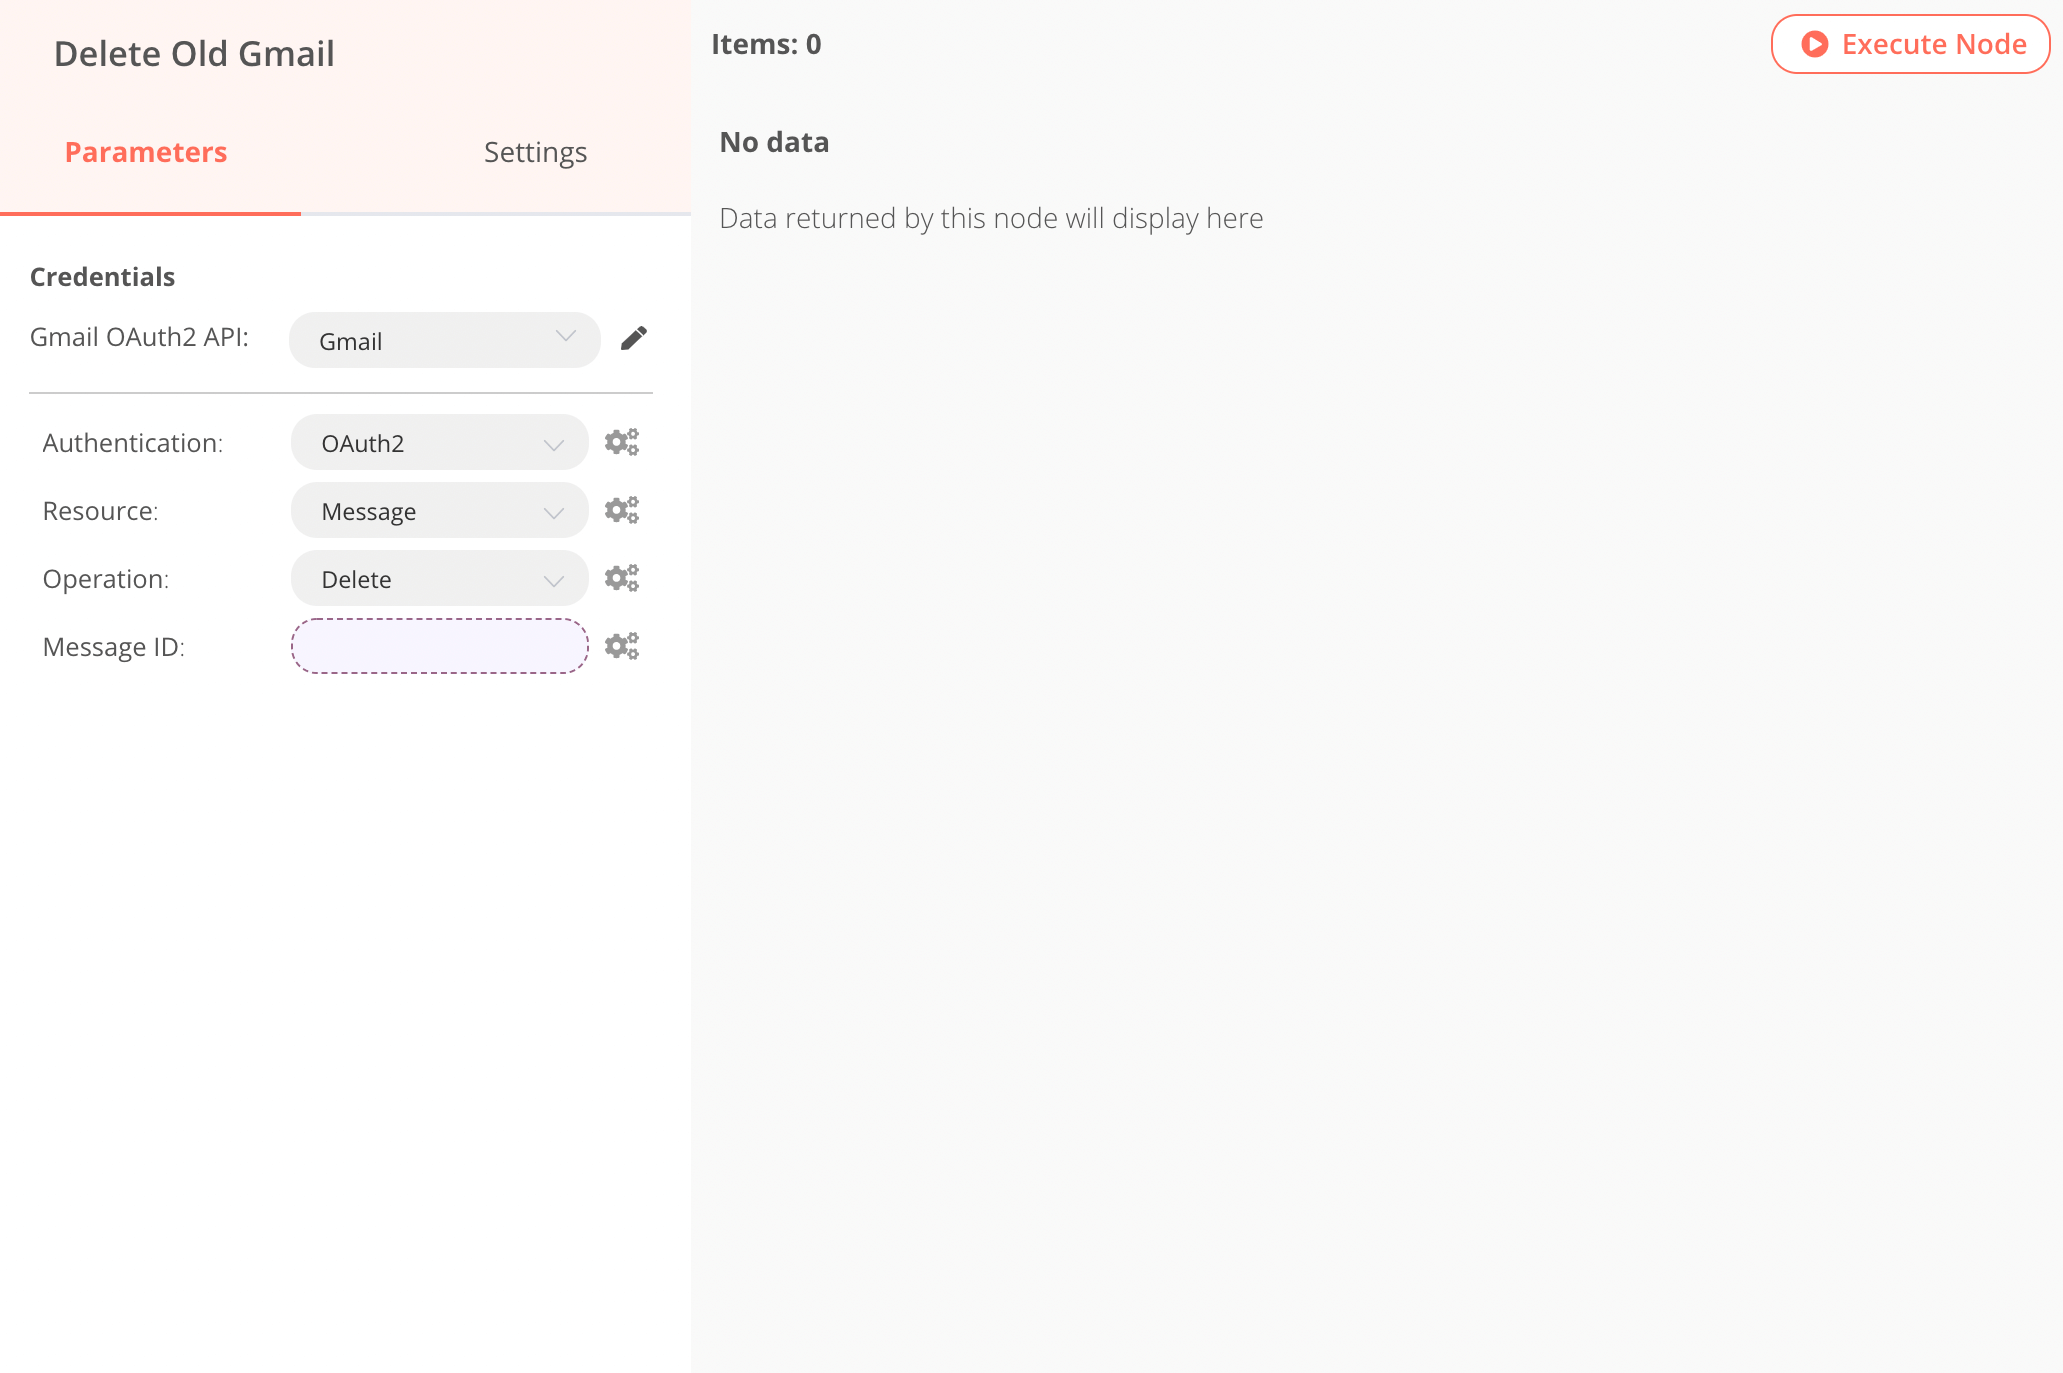 Delete Old Gmail
Parameters
Settings
Credentials
Gmail OAuth2 API:
Gmail
Authentication:
OAuth2
Resource:
Message
Operation:
Delete
Message ID:
Items: 0
Execute Node
No data
Data returned by this node will display here